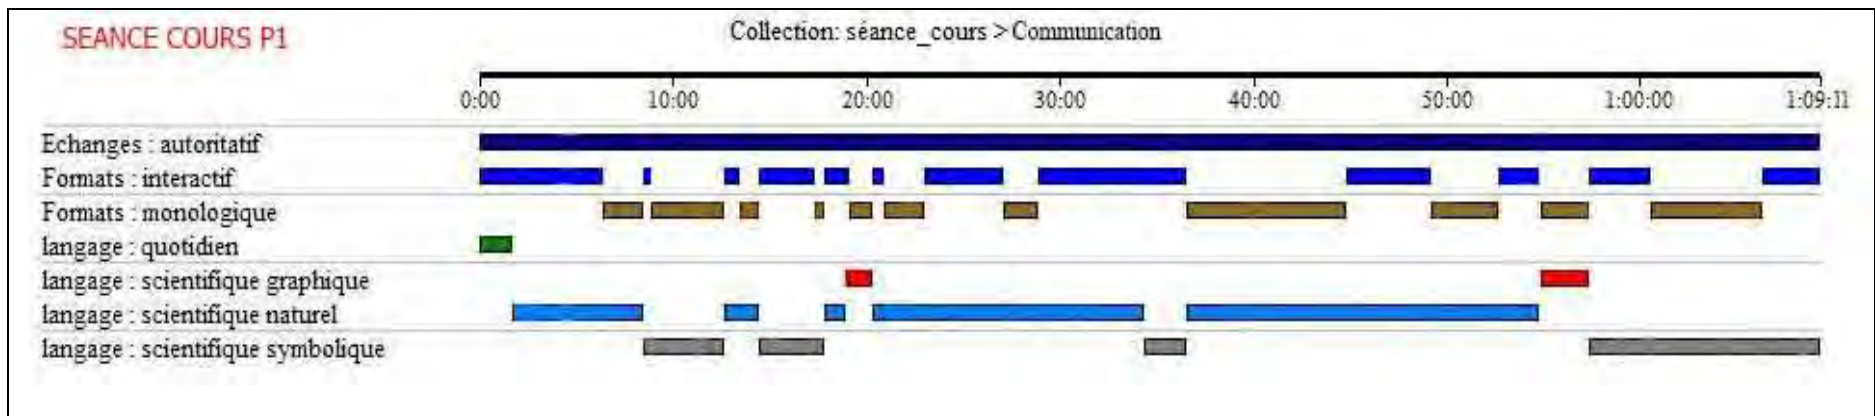 SEANCE COURS P1
Collection: séance_cours > Communication
0:00 10:00 20:00 30:00 40:00 50:00 1:00:00 1:09:11
Echanges : autoritatif
Formats : interactif
Formats : monologique
langage : quotidien
langage : scientifique graphique
langage : scientifique naturel
langage : scientifique symbolique